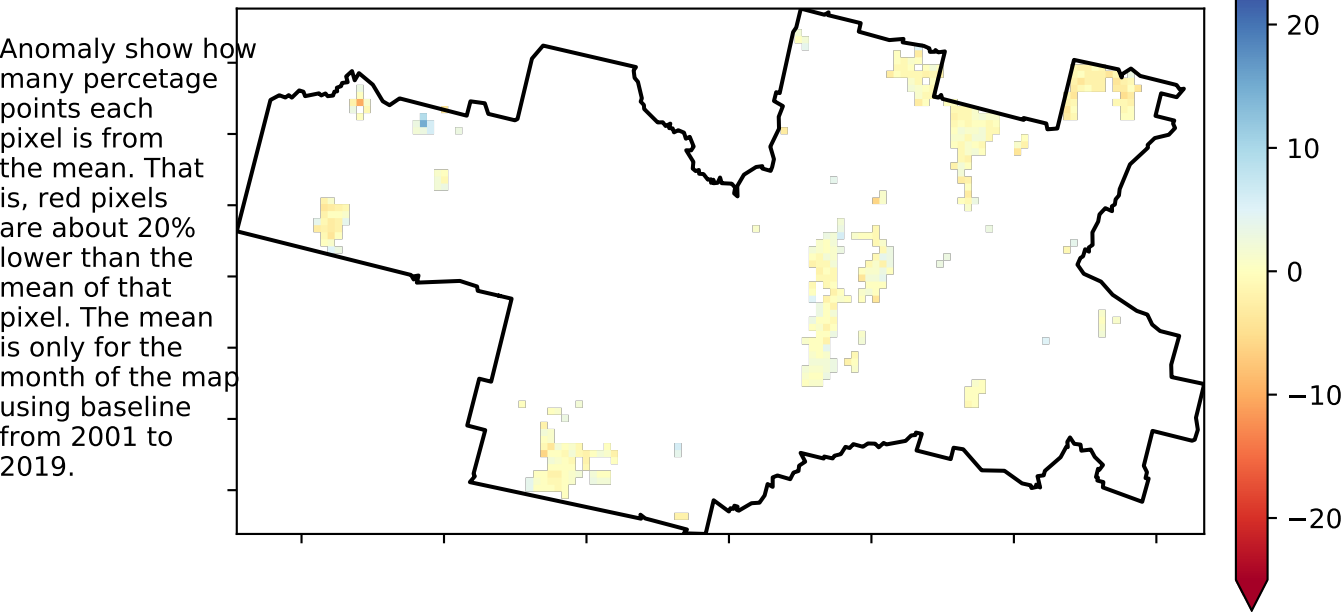 Anomaly show how
many percetage
points each
pixel is from
the mean. That
is, red pixels
are about 20%
lower than the
mean of that
pixel. The mean
is only for the
month of the map
using baseline
from 2001 to
2019.
20
10
0
−10
−20